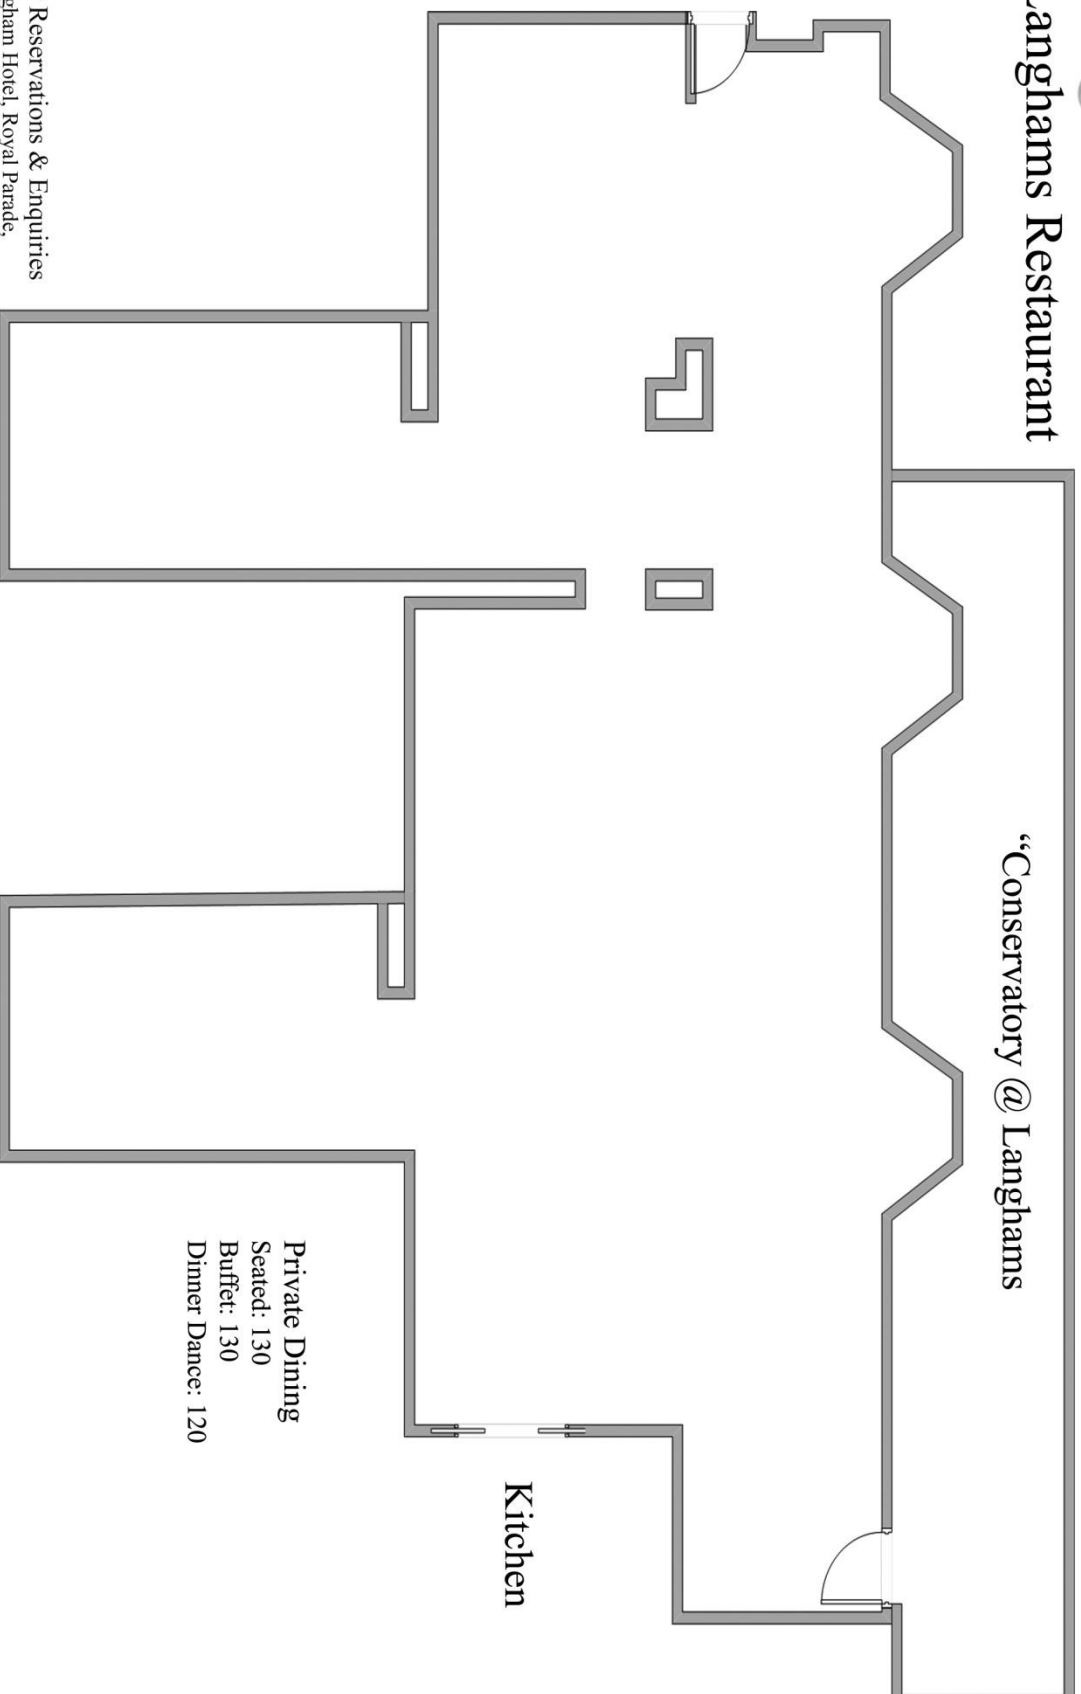 Langhams Restaurant
“Conservatory @ Langhams
Kitchen
Private Dining
Seated: 130
Buffet: 130
Dinner Dance: 120
Reservations & Enquiries
Hotel, Royal Parade,